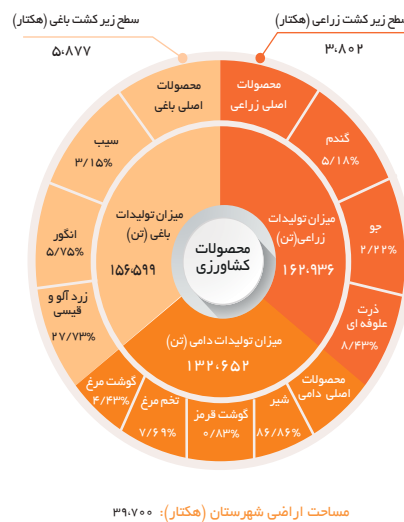 سطح زیر کشت زراعی (هکتار)
۳،۸۰۲
سطح زیر کشت باغی (هکتار)
۵،۸۷۷
محصولات
اصلی زراعی
گندم
۵/۱۸%
جو
۲/۲۲%
ذرت
علوفه ای
۸/۴۳%
محصولات
اصلی باغی
سیب
۳/۱۵%
انگور
۵/۷۵%
زرد آلو و
قیسی
۲۷/۷۳%
میزان تولیدات
زراعی(تن)
۱۶۲،۹۳۶
میزان تولیدات
باغی (تن)
۱۵۶،۵۹۹
محصولات
کشاورزی
میزان تولیدات دامی (تن)
۱۳۲،۶۵۲
محصولات
اصلی دامی
شیر
۸۶/۸۶%
گوشت قرمز
۰/۸۳%
تخم مرغ
۷/۶۹%
گوشت مرغ
۴/۴۳%
مساحت اراضی شهرستان (هکتار): ۳۹،۷۰۰